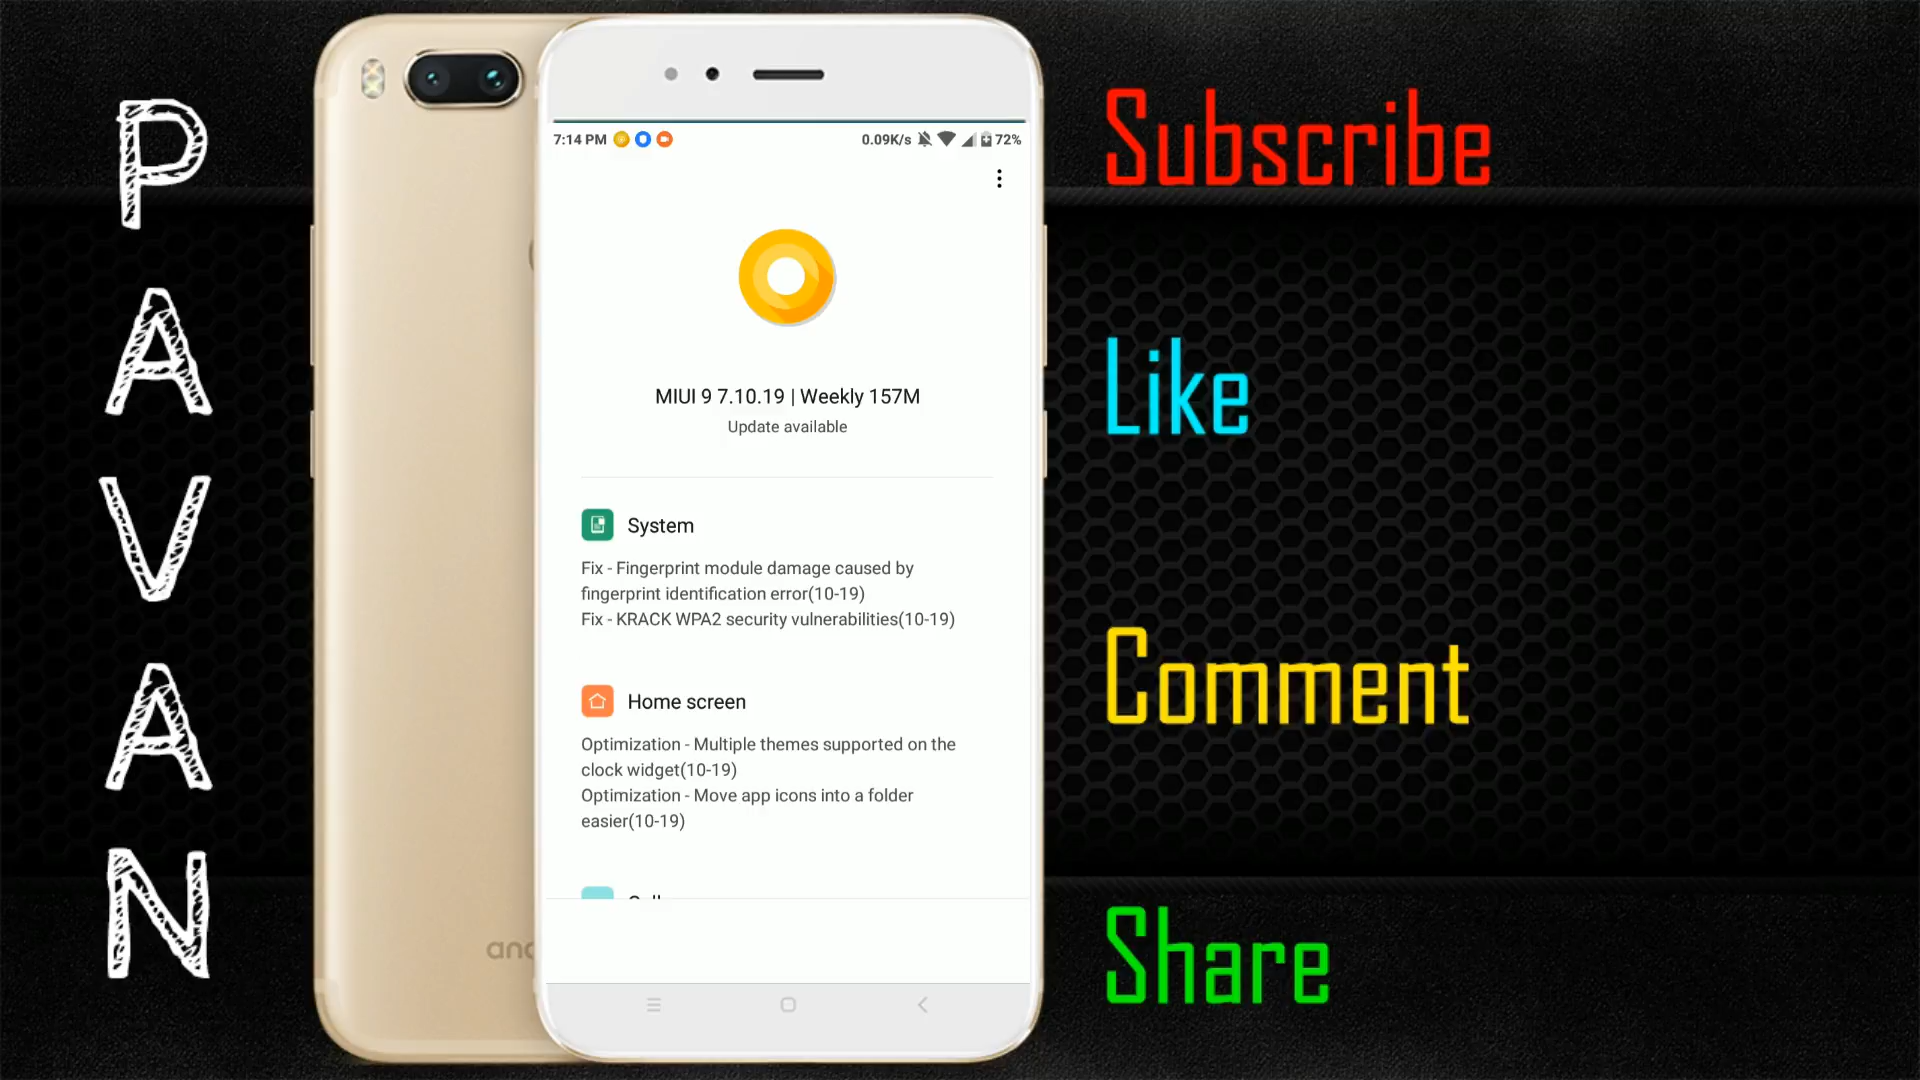 PAVAN
7:14 PM
0.09K/s
72%
MIUI 9 7.10.19 | Weekly 157M
Update available
System
Fix - Fingerprint module damage caused by
fingerprint identification error(10-19)
Fix - KRACK WPA2 security vulnerabilities(10-19)
Home screen
Optimization - Multiple themes supported on the
clock widget(10-19)
Optimization - Move app icons into a folder
easier(10-19)
Subscribe
Like
Comment
Share